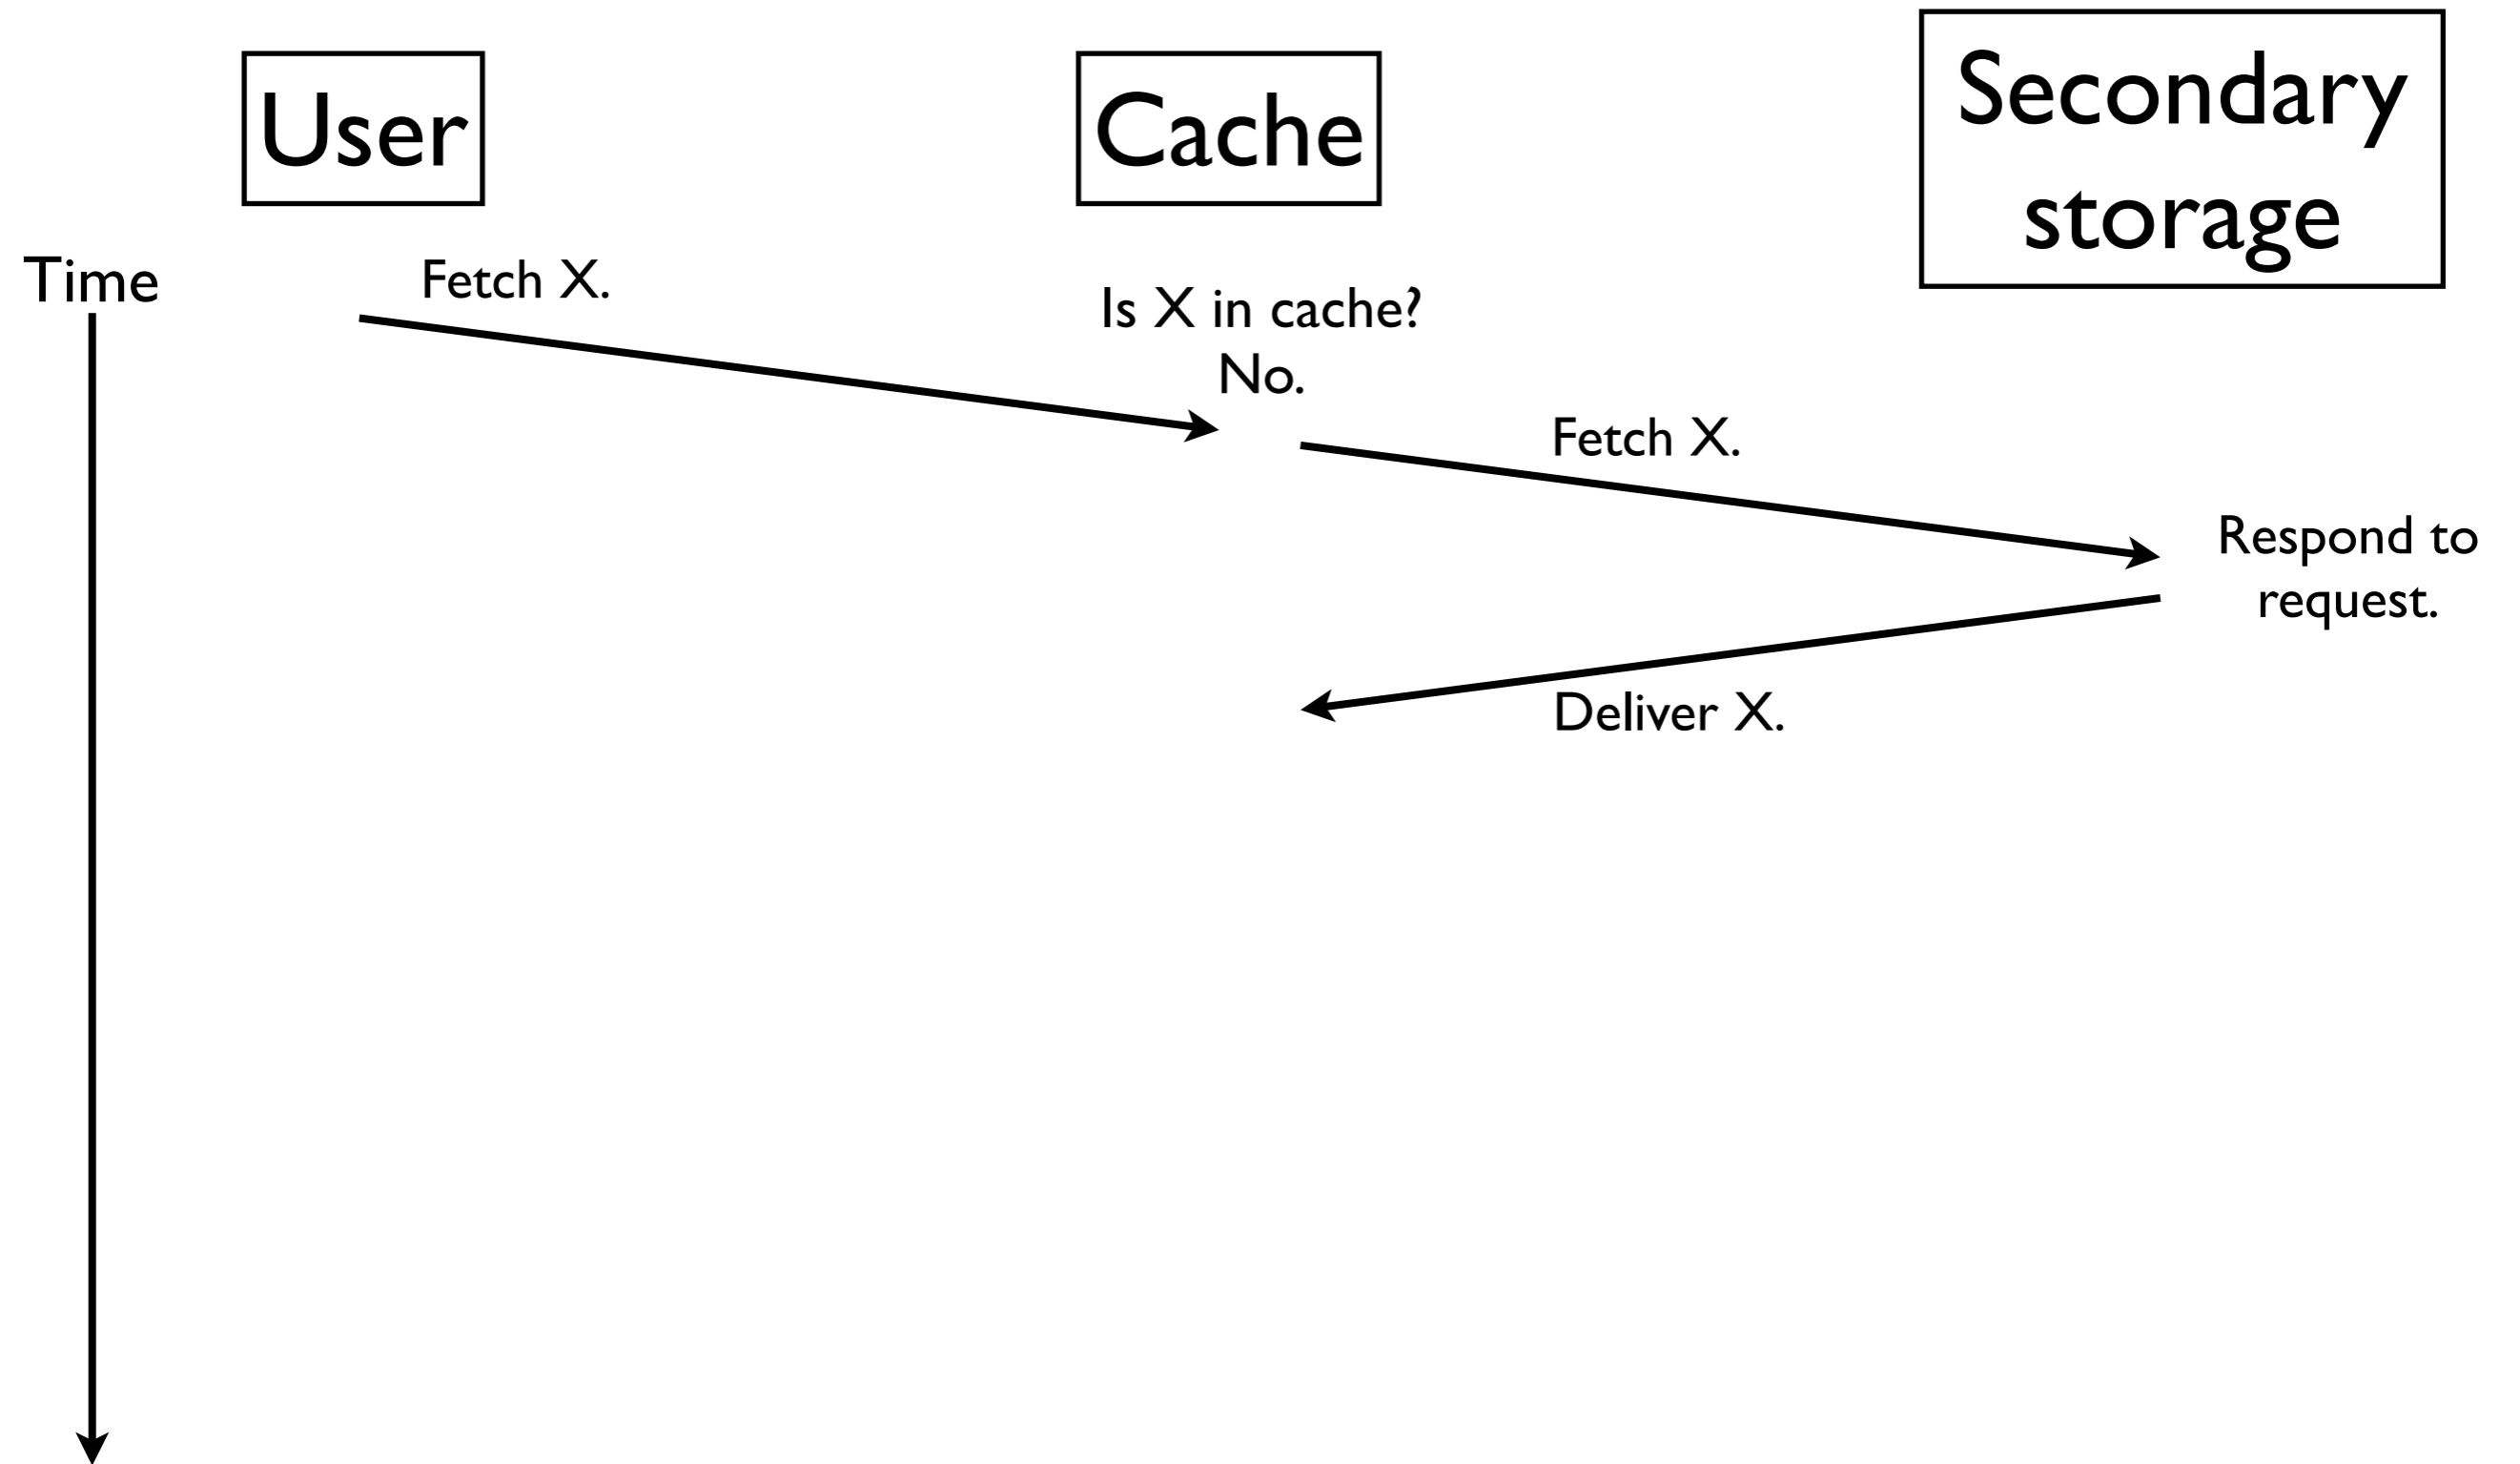 User
Cache
Secondary
storage
Time
Fetch X.
Is X in cache?
No.
Fetch X.
Respond to
request.
Deliver X.